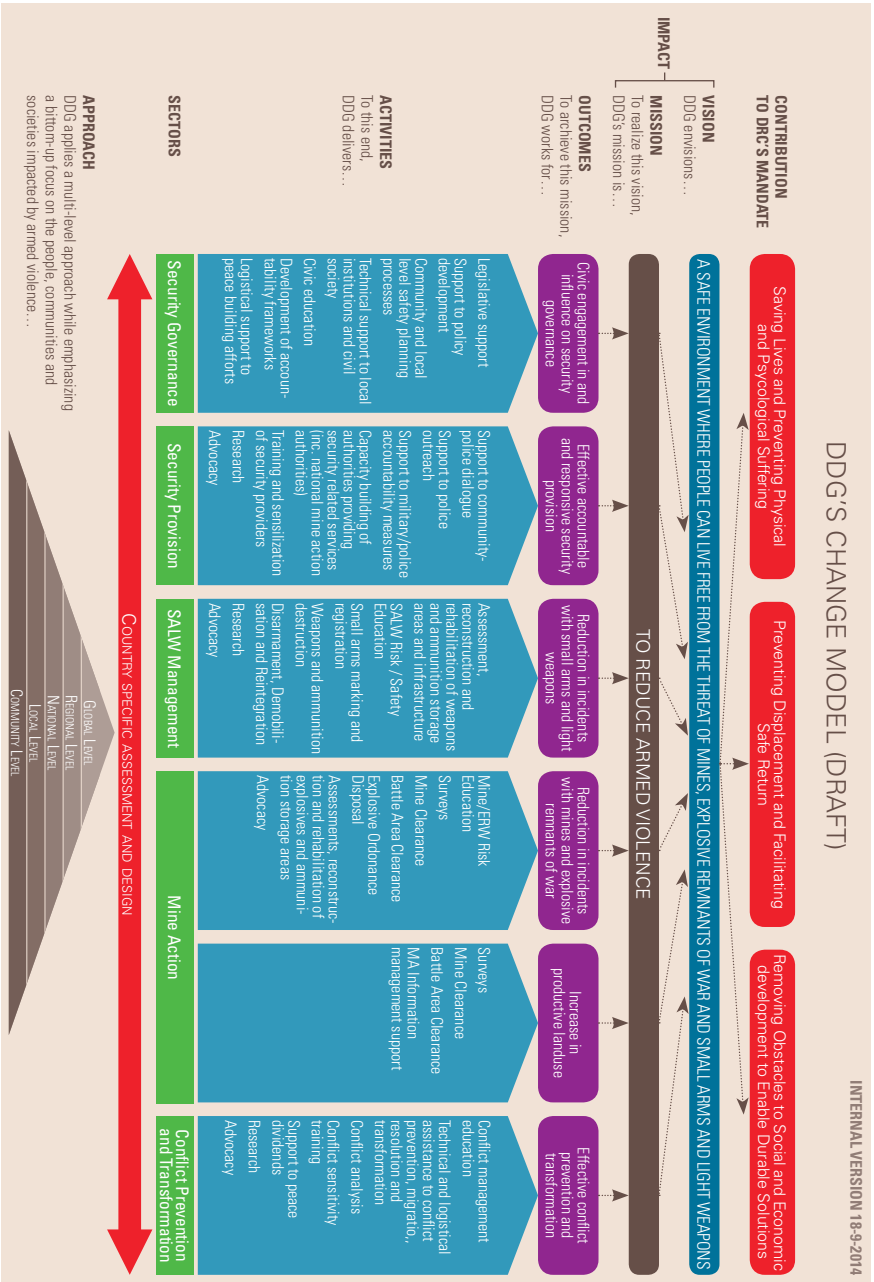 INTERNAL VERSION 18-9-2014
DDG'S CHANGE MODEL (DRAFT)
CONTRIBUTION
TO DRC'S MANDATE
Saving Lives and Preventing Physical
and Psycological Suffering
Preventing Displacement and Facilitating
Safe Return
Removing Obstacles to Social and Economic
development to Enable Durable Solutions
IMPACT
VISION
DDG envisions…
A SAFE ENVIRONMENT WHERE PEOPLE CAN LIVE FREE FROM THE THREAT OF MINES, EXPLOSIVE REMNANTS OF WAR AND SMALL ARMS AND LIGHT WEAPONS
MISSION
To realize this vision,
DDG's mission is…
TO REDUCE ARMED VIOLENCE
OUTCOMES
To archieve this mission,
DDG works for…
Civic engagement in and
influence on security
governance
Effective accountable
and responsive security
provision
Reduction in incidents
with small arms and light
weapons
Reduction in incidents
with mines and explosive
remnants of war
Increase in
productive landuse
Effective conflict
prevention and
transformation
ACTIVITIES
To this end,
DDG delivers…
Legislative support
Support to policy
development
Community and local
level safety planning
processes
Technical support to local
institutions and civil
society
Civic education
Development of accoun-
tability frameworks
Logistical support to
peace building efforts
Support to community-
police dialogue
Support to police
outreach
Support to military/police
accountability measures
Capacity building of
authorities providing
security related services
(inc. national mine action
authorities)
Training and sensilization
of security providers
Research
Advocacy
Assessment,
reconstruction and
rehabilitation of weapons
and ammunition storage
areas and infrastructure
SALW Risk / Safety
Education
Small arms marking and
registration
Weapons and ammunition
destruction
Disarmament, Demobili-
sation and Reintegration
Research
Advocacy
Mine/ERW Risk
Education
Surveys
Mine Clearance
Battle Area Clearance
Explosive Ordonance
Disposal
Assessments, reconstruc-
tion and rehabilitation of
explosives and ammuni-
tion storage areas
Advocacy
Surveys
Mine Clearance
Battle Area Clearance
MA Information
management support
Conflict management
education
Technical and logistical
assistance to conflict
prevention, migratio,,
resolution and
transformation
Conflict analysis
Conflict sensitivity
training
Support to peace
dividends
Research
Advocacy
SECTORS
Security Governance
Security Provision
SALW Management
Mine Action
Conflict Prevention
and Transformation
COUNTRY SPECIFIC ASSESSMENT AND DESIGN
APPROACH
DDG applies a multi-level approach while emphasizing
a bittom-up focus on the people, communities and
societies impacted by armed violence…
GLOBAL LEVEL
REGIONAL LEVEL
NATIONAL LEVEL
LOCAL LEVEL
COMMUNITY LEVEL